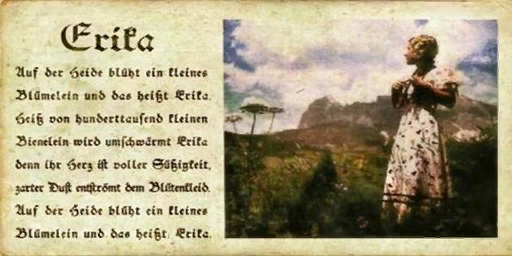 Erika
Auf der Heide blüht ein kleines
Blümelein und das heißt Erika.
Heiß von hunderttausend kleinen
Bienelein wird umschwärmt Erika
denn ihr Herz ist voller Süßigkeit,
zarter Duft entströmt dem Blütenkleid.
Auf der Heide blüht ein kleines
Blümelein und das heißt: Erika.